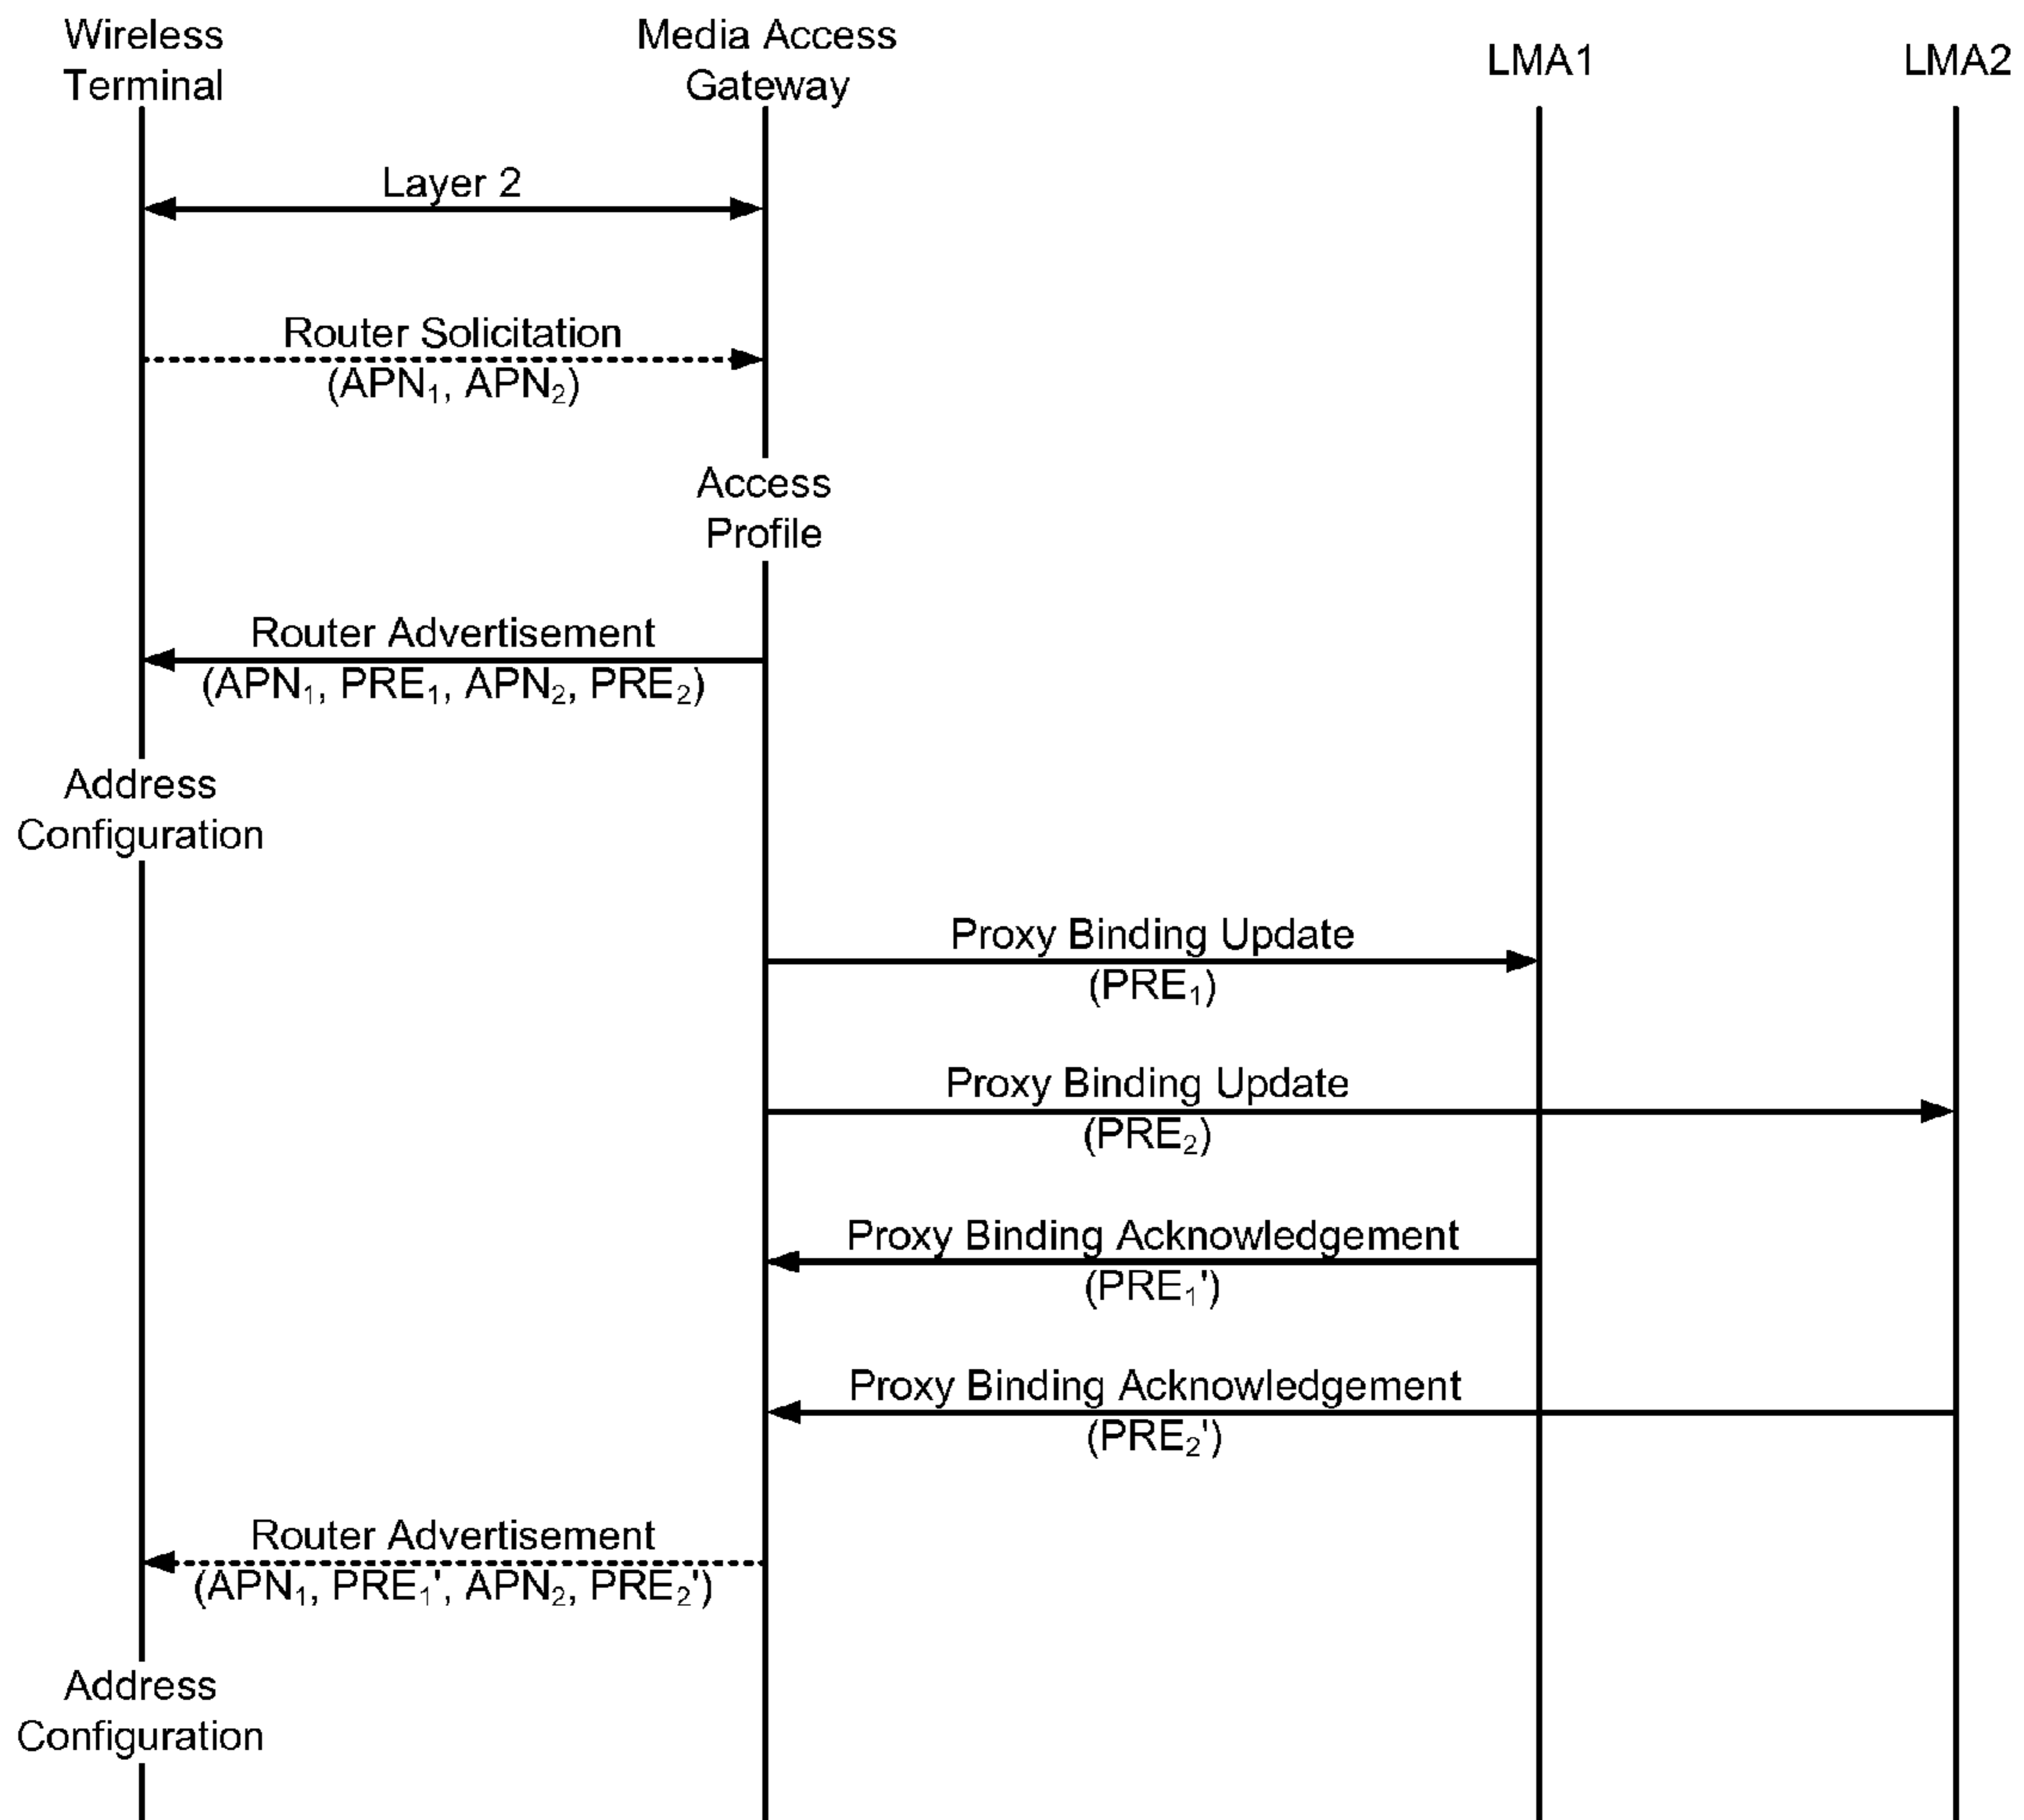 Wireless
Terminal
Media Access
Gateway
LMA1
LMA2
Layer 2
Router Solicitation
(APN₁, APN₂)
Access
Profile
Router Advertisement
(APN₁, PRE₁, APN₂, PRE₂)
Address
Configuration
Proxy Binding Update
(PRE₁)
Proxy Binding Update
(PRE₂)
Proxy Binding Acknowledgement
(PRE₁')
Proxy Binding Acknowledgement
(PRE₂')
Router Advertisement
(APN₁, PRE₁', APN₂, PRE₂')
Address
Configuration